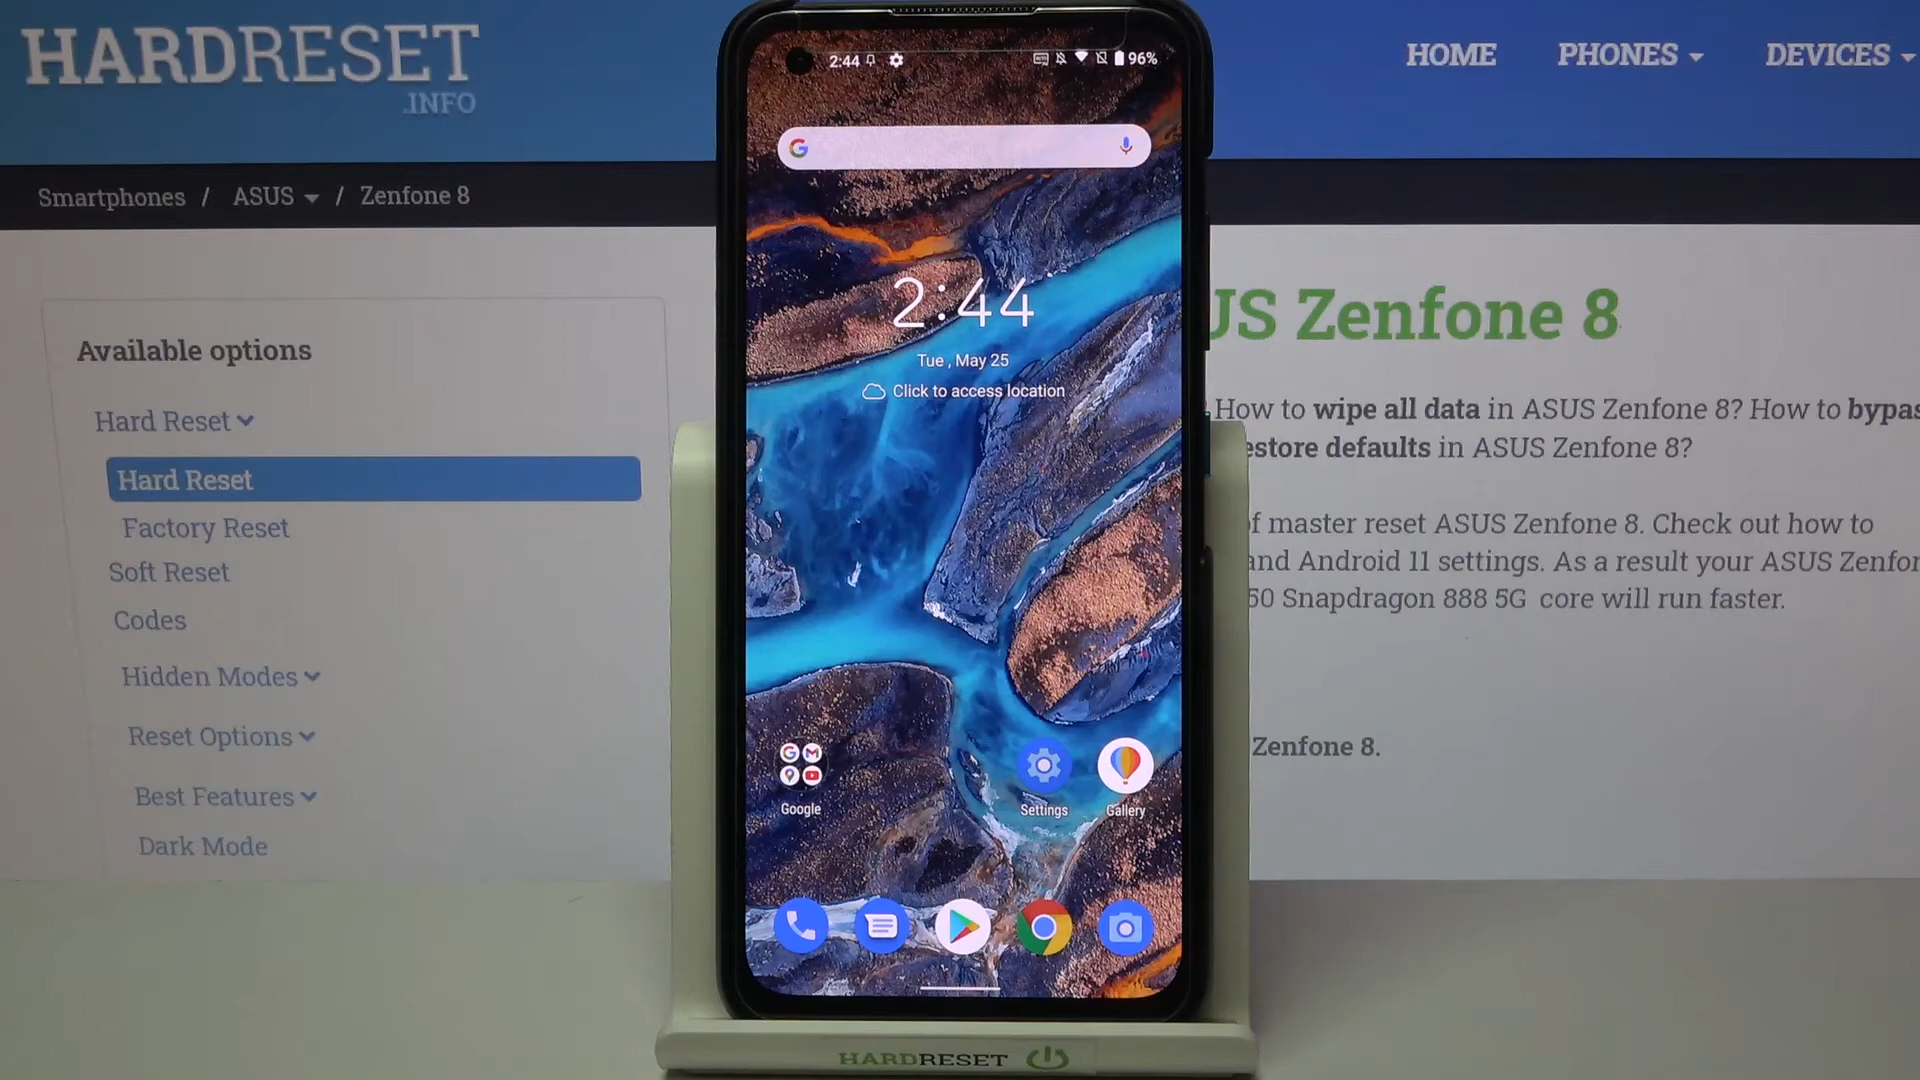 HARDRESET
.INFO
HOME PHONES DEVICES
Smartphones / ASUS / Zenfone 8
Available options
Hard Reset
Hard Reset
Factory Reset
Soft Reset
Codes
Hidden Modes
Reset Options
Best Features
Dark Mode
2:44 96%
2:44
Tue , May 25
Click to access location
Google
Settings
Gallery
US Zenfone 8
How to wipe all data in ASUS Zenfone 8? How to bypas
estore defaults in ASUS Zenfone 8?
of master reset ASUS Zenfone 8. Check out how to
and Android 11 settings. As a result your ASUS Zenfor
50 Snapdragon 888 5G core will run faster.
Zenfone 8.
HARDRESET